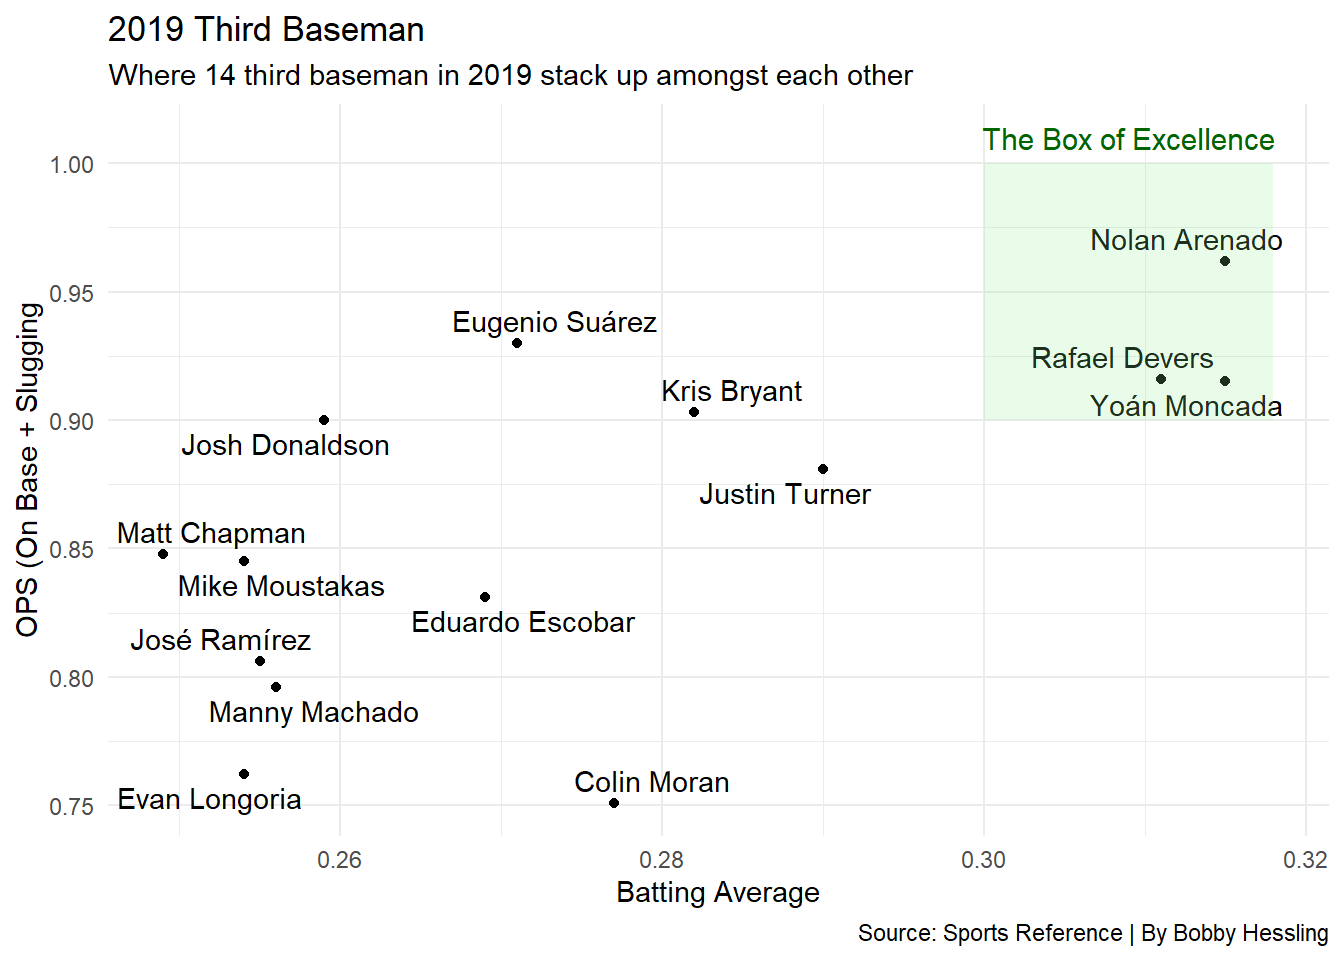 2019 Third Baseman
Where 14 third baseman in 2019 stack up amongst each other
The Box of Excellence
1.00
Nolan Arenado
0.95
Eugenio Suárez
Rafael Devers
Kris Bryant
Yoán Moncada
0.90
Josh Donaldson
Justin Turner
Matt Chapman
0.85
Mike Moustakas
Eduardo Escobar
José Ramírez
0.80
Manny Machado
Colin Moran
Evan Longoria
0.75
OPS (On Base + Slugging
0.26 0.28 0.30 0.32
Batting Average
Source: Sports Reference | By Bobby Hessling